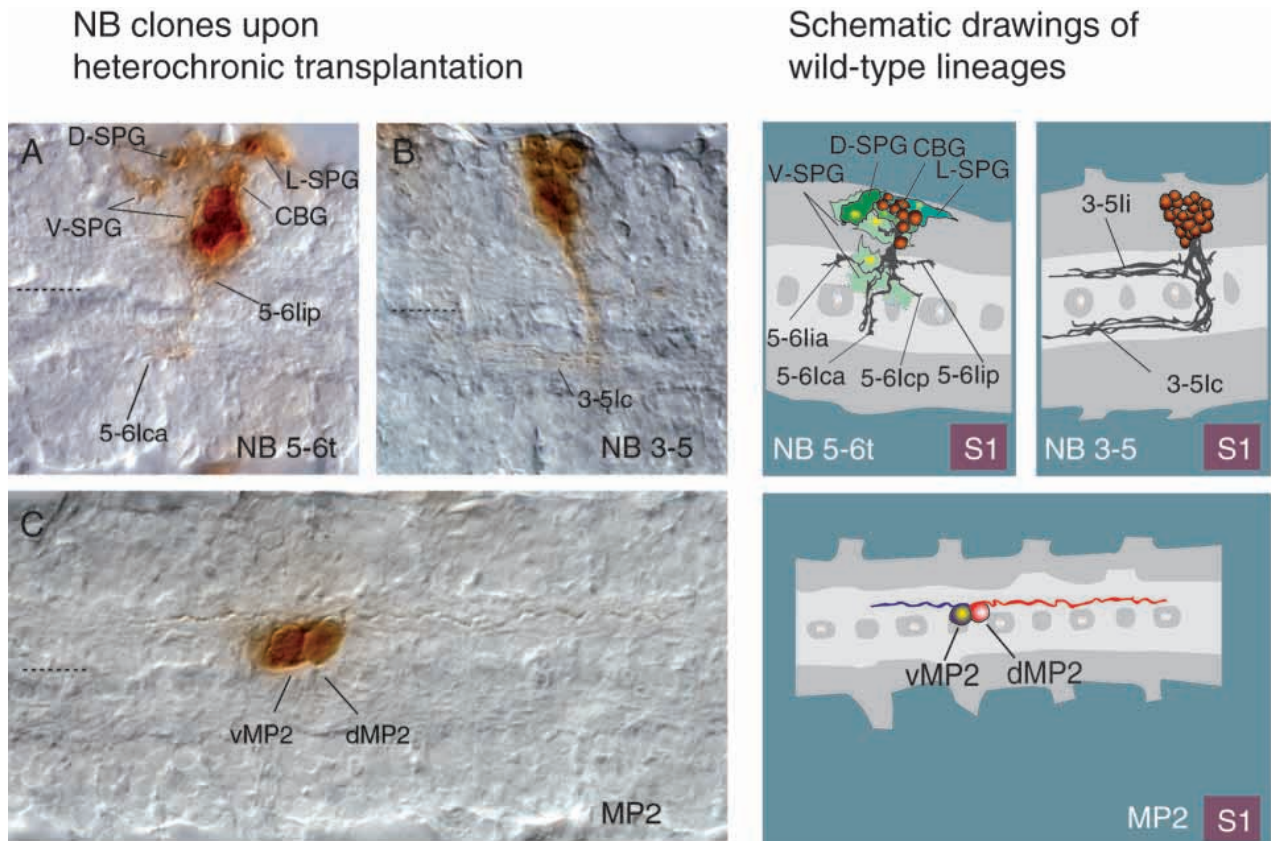 NB clones upon
heterochronic transplantation
Schematic drawings of
wild-type lineages
A
D-SPG
L-SPG
V-SPG
CBG
5-6lip
5-6lca
NB 5-6t
B
3-5lc
NB 3-5
D-SPG
CBG
V-SPG
L-SPG
5-6lia
5-6lca
5-6lcp
5-6lip
NB 5-6t
S1
3-5li
3-5lc
NB 3-5
S1
C
vMP2
dMP2
MP2
vMP2
dMP2
MP2
S1